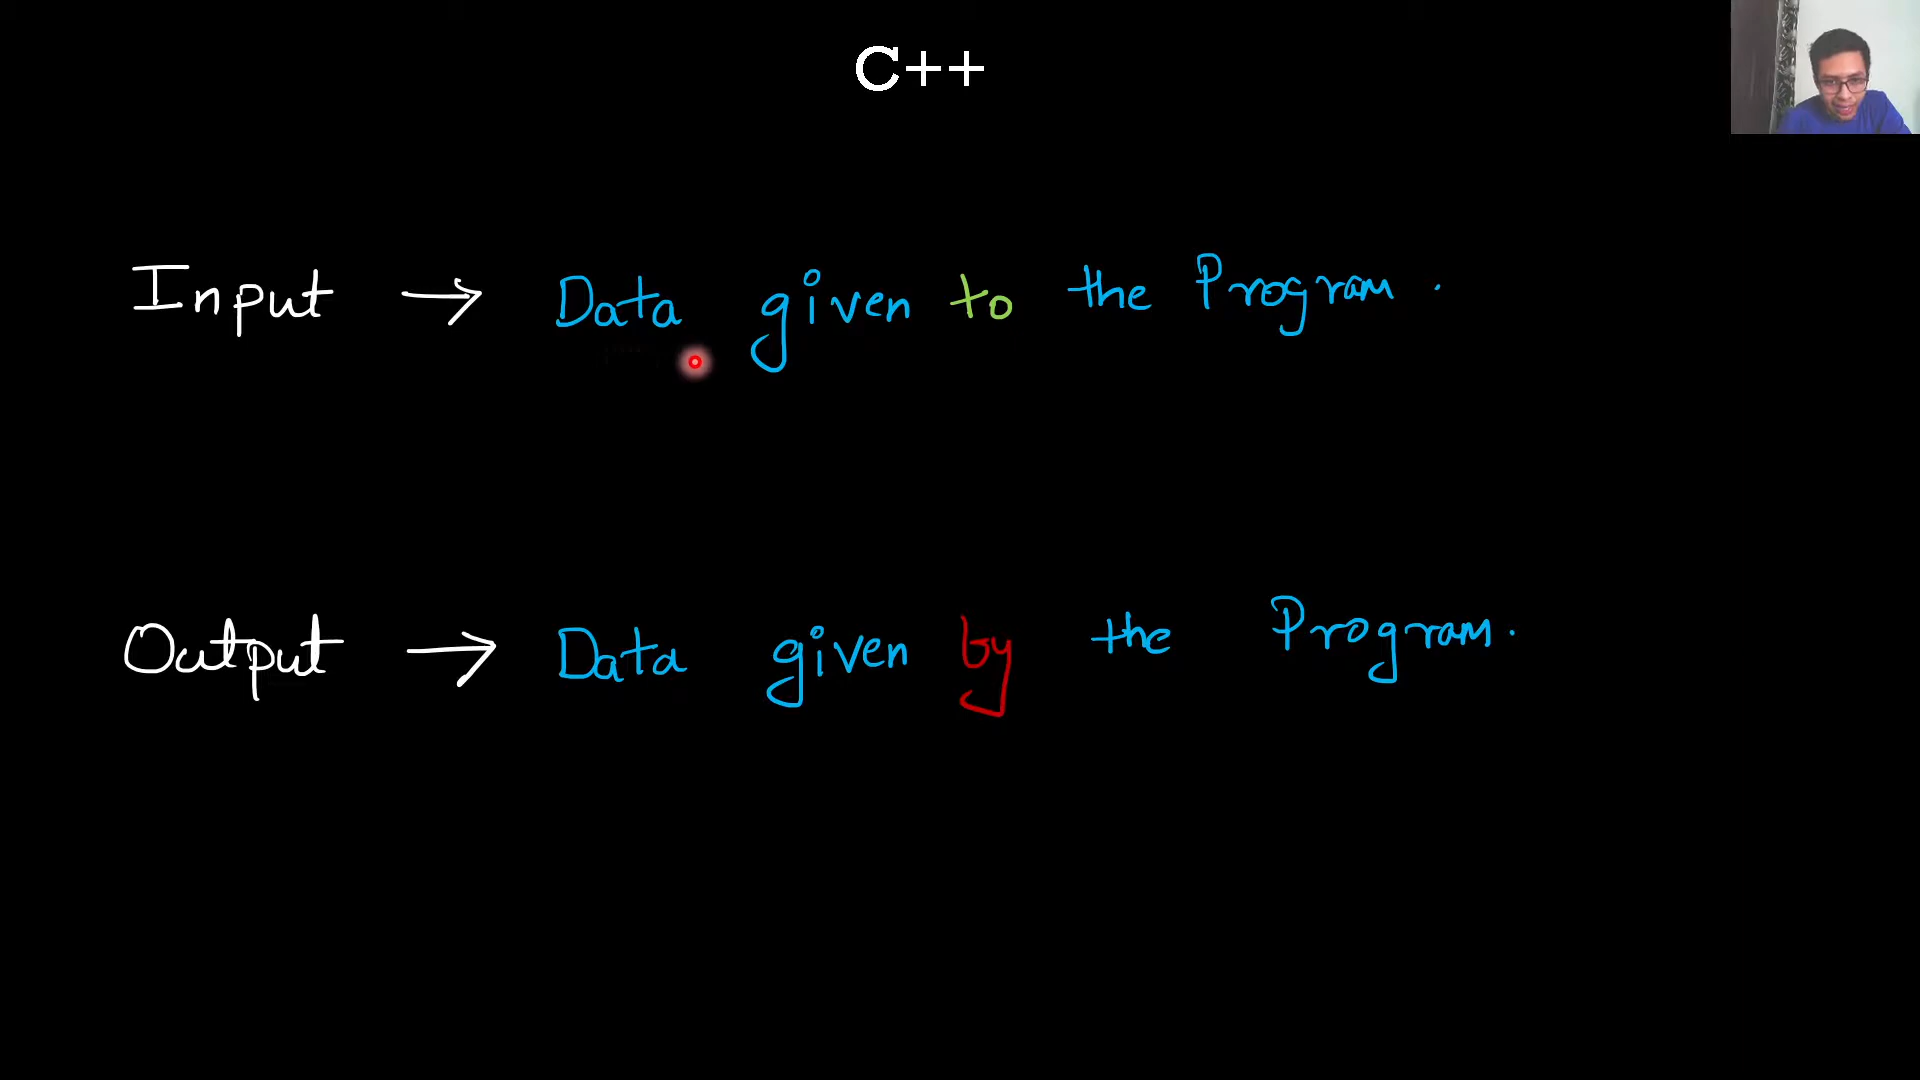 C++
Input → Data given to the Program.
Output → Data given by the Program.